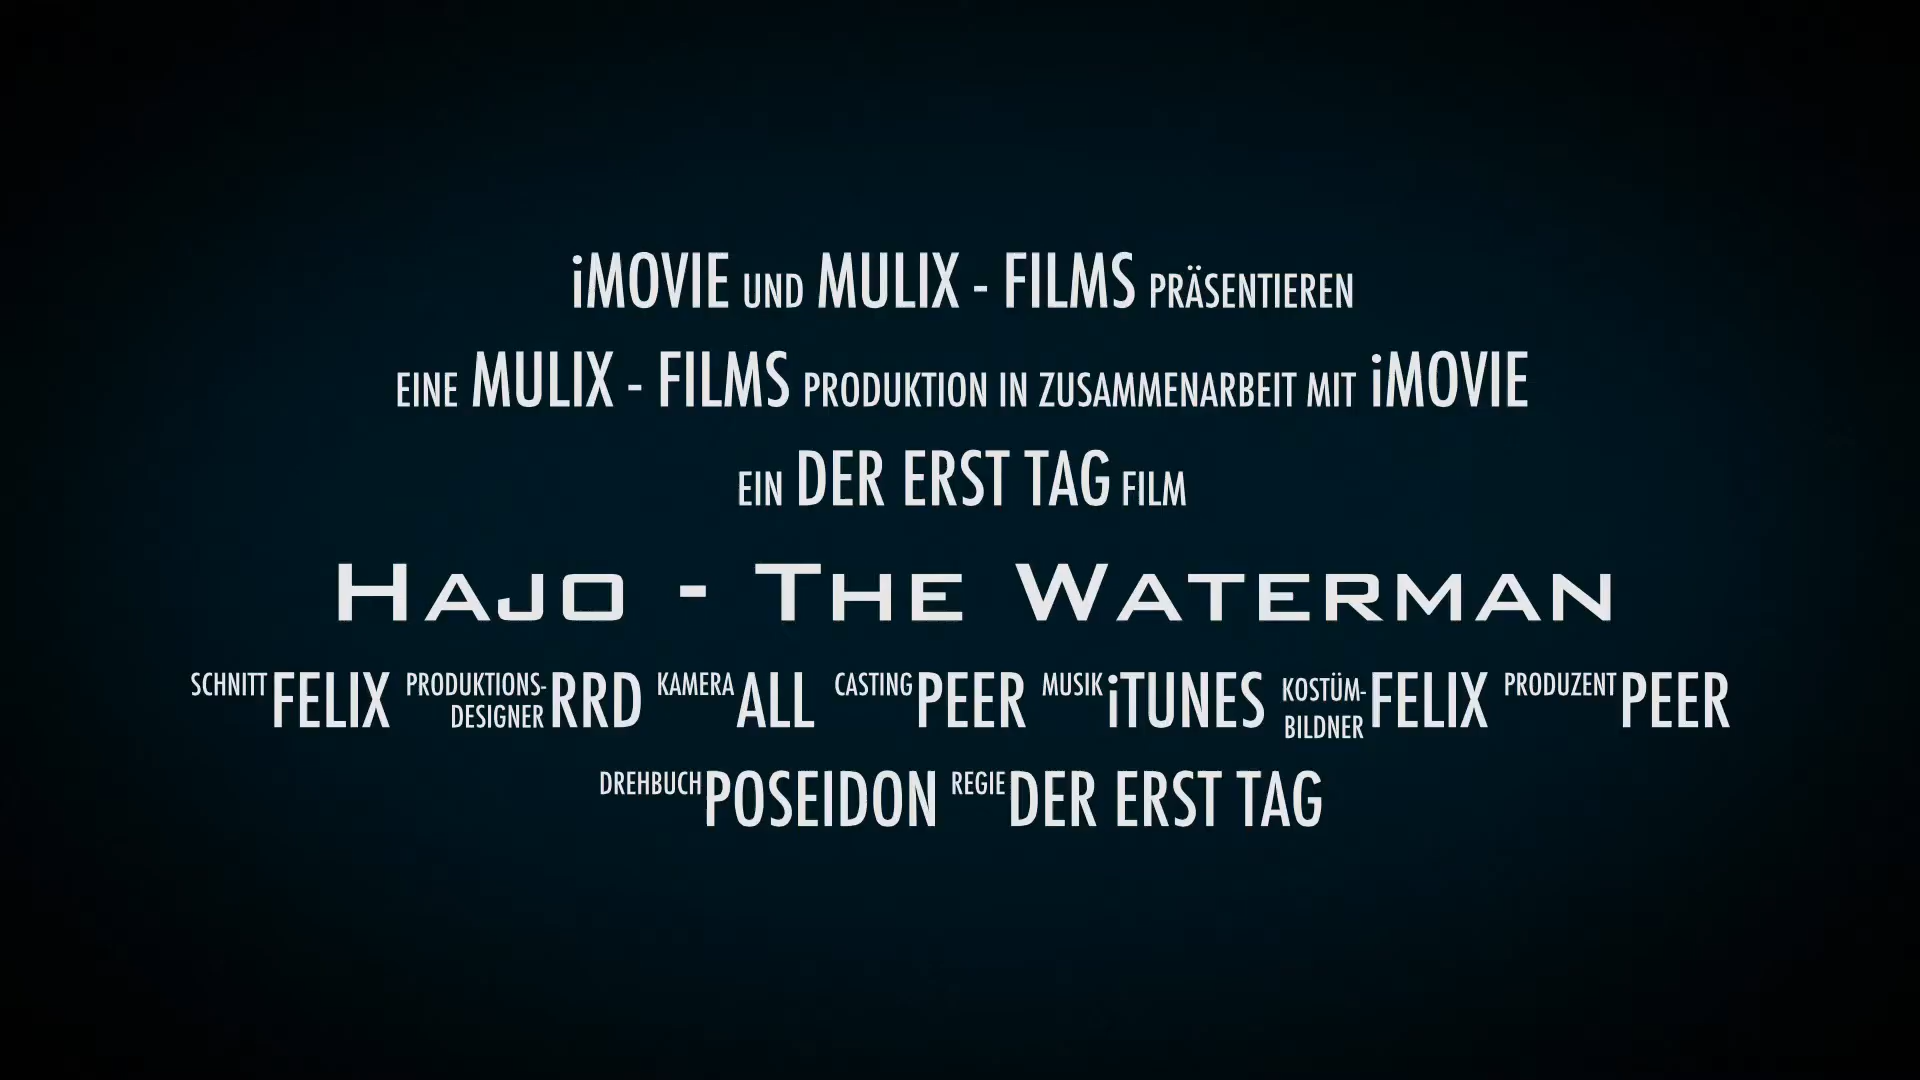 iMOVIE UND MULIX - FILMS PRÄSENTIEREN
EINE MULIX - FILMS PRODUKTION IN ZUSAMMENARBEIT MIT iMOVIE
EIN DER ERST TAG FILM
HAJO - THE WATERMAN
SCHNITT FELIX PRODUKTIONS-DESIGNER RRD KAMERA ALL CASTING PEER MUSIK iTUNES KOSTÜM-BILDNER FELIX PRODUZENT PEER
DREHBUCH POSEIDON REGIE DER ERST TAG